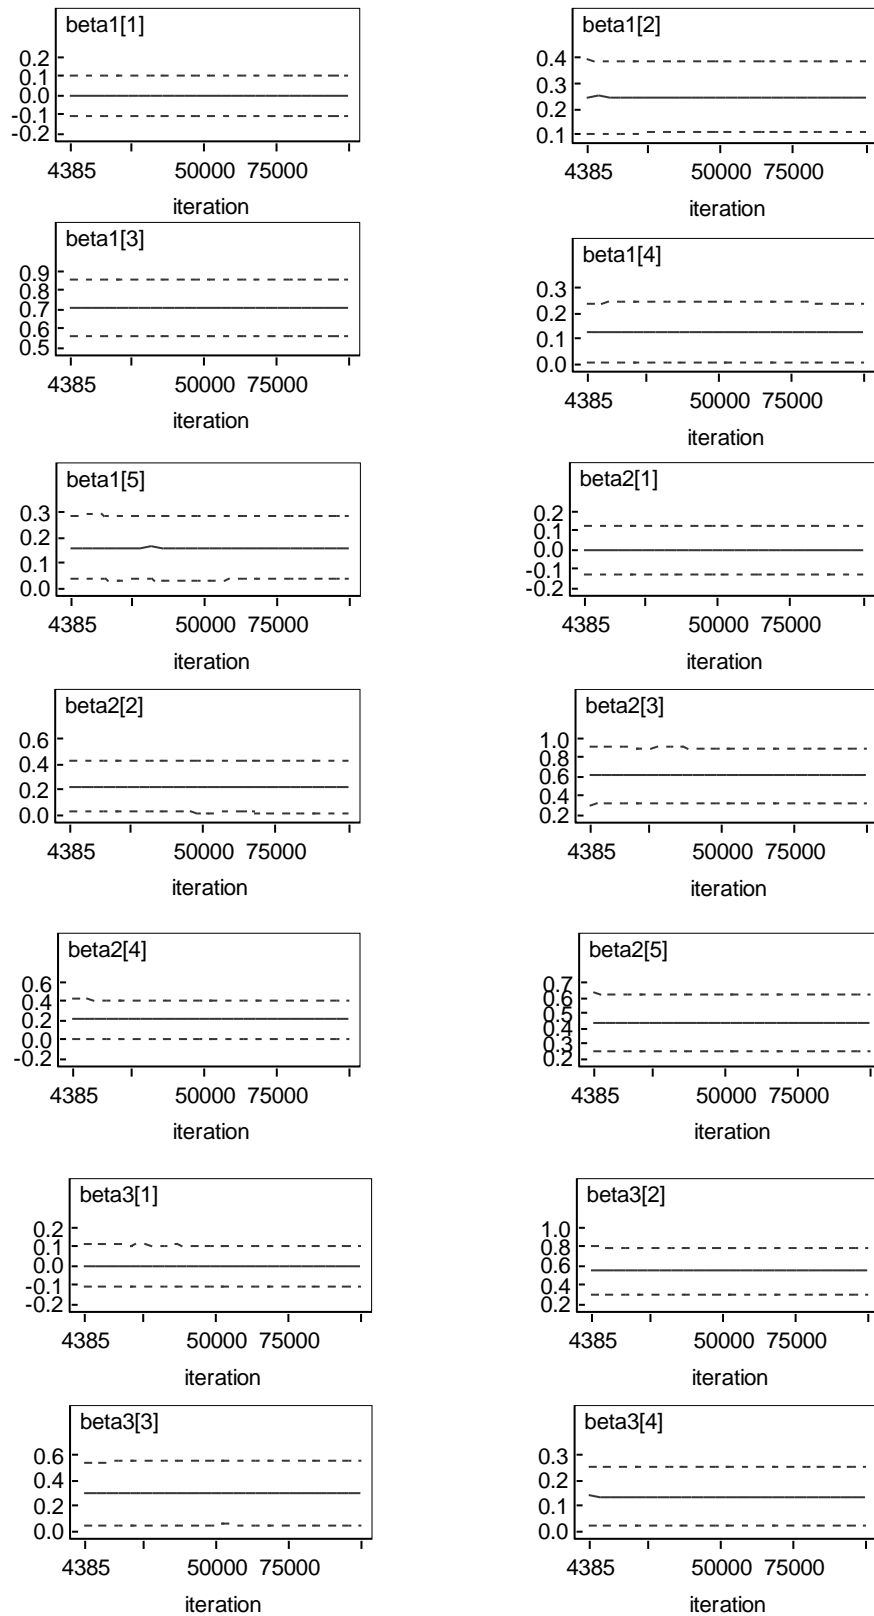 beta1[1]
0.2
0.1
0.0
-0.1
-0.2
4385 50000 75000
iteration
beta1[2]
0.4
0.3
0.2
0.1
4385 50000 75000
iteration
beta1[3]
0.9
0.8
0.7
0.6
0.5
4385 50000 75000
iteration
beta1[4]
0.3
0.2
0.1
0.0
4385 50000 75000
iteration
beta1[5]
0.3
0.2
0.1
0.0
4385 50000 75000
iteration
beta2[1]
0.2
0.1
0.0
-0.1
-0.2
4385 50000 75000
iteration
beta2[2]
0.6
0.4
0.2
0.0
4385 50000 75000
iteration
beta2[3]
1.0
0.8
0.6
0.4
0.2
4385 50000 75000
iteration
beta2[4]
0.6
0.4
0.2
0.0
-0.2
4385 50000 75000
iteration
beta2[5]
0.7
0.6
0.5
0.4
0.3
0.2
4385 50000 75000
iteration
beta3[1]
0.2
0.1
0.0
-0.1
-0.2
4385 50000 75000
iteration
beta3[2]
1.0
0.8
0.6
0.4
0.2
4385 50000 75000
iteration
beta3[3]
0.6
0.4
0.2
0.0
4385 50000 75000
iteration
beta3[4]
0.3
0.2
0.1
0.0
4385 50000 75000
iteration